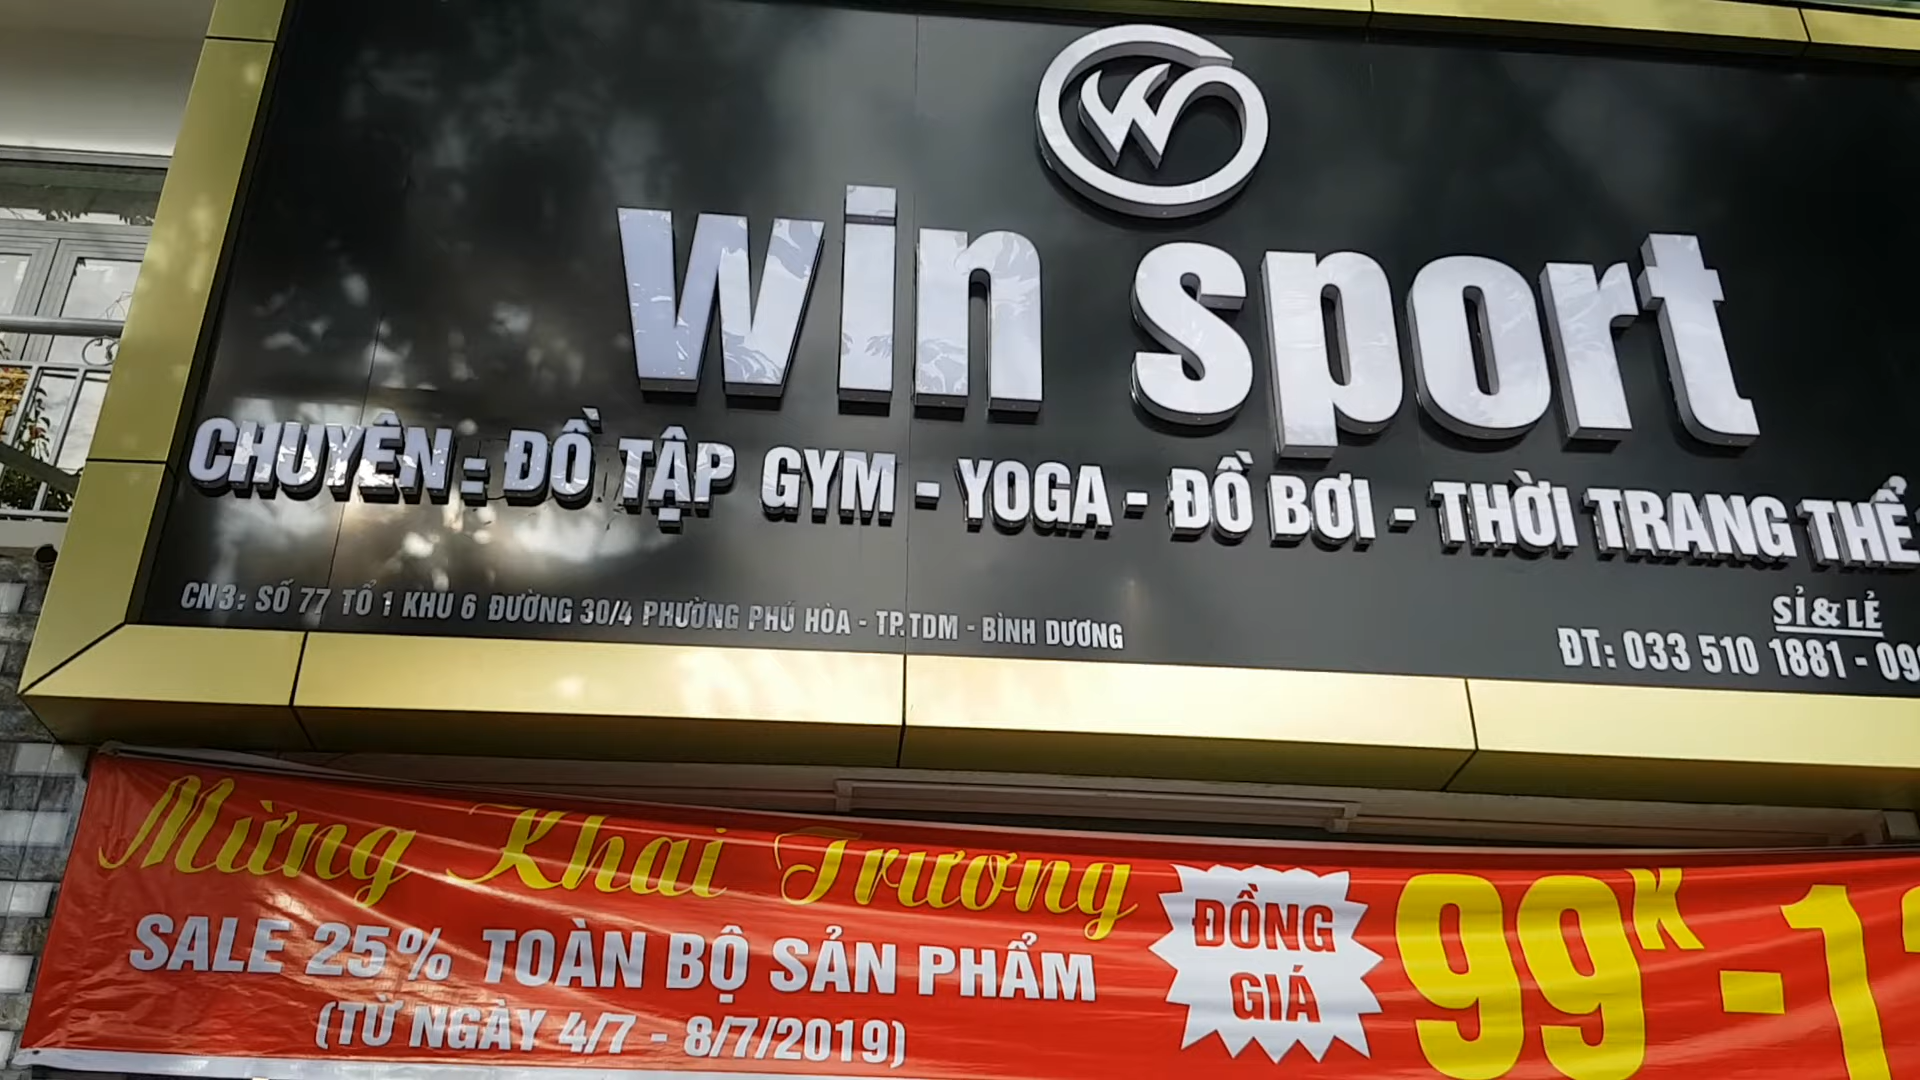 W
win sport
CHUYÊN : ĐỒ TẬP GYM - YOGA - ĐỒ BƠI - THỜI TRANG THỂ
CN3: SỐ 77 TỔ 1 KHU 6 ĐƯỜNG 30/4 PHƯỜNG PHÚ HÒA - TP.TDM - BÌNH DƯƠNG
SỈ & LẺ
ĐT: 033 510 1881 - 09
Mừng Khai Trương
SALE 25% TOÀN BỘ SẢN PHẨM
(TỪ NGÀY 4/7 - 8/7/2019)
ĐỒNG
GIÁ
99K - 1